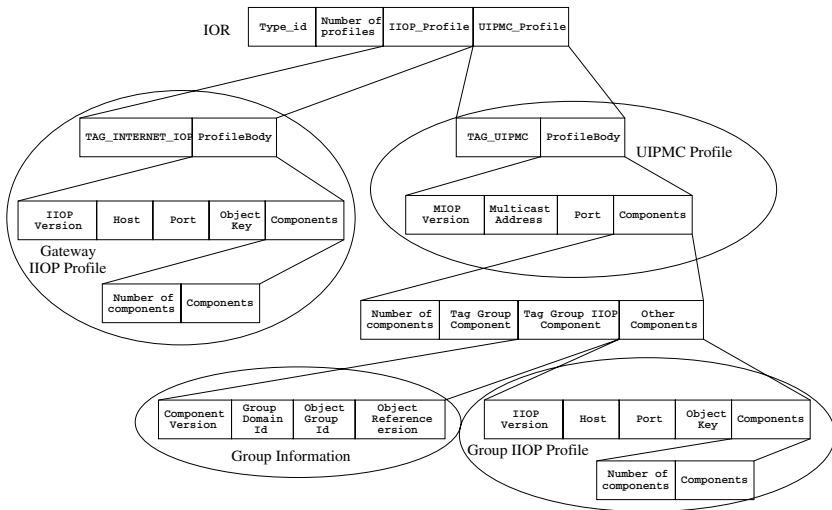 IOR
Type_id
Number of
profiles
IIOP_Profile
UIPMC_Profile
TAG_INTERNET_IOP
ProfileBody
TAG_UIPMC
ProfileBody
UIPMC Profile
IIOP
Version
Host
Port
Object
Key
Components
MIOP
Version
Multicast
Address
Port
Components
Gateway
IIOP Profile
Number of
components
Components
Number of
components
Tag Group
Component
Tag Group IIOP
Component
Other
Components
Component
Version
Group
Domain
Id
Object
Group
Id
Object
Reference
ersion
Group Information
IIOP
Version
Host
Port
Object
Key
Components
Group IIOP Profile
Number of
components
Components